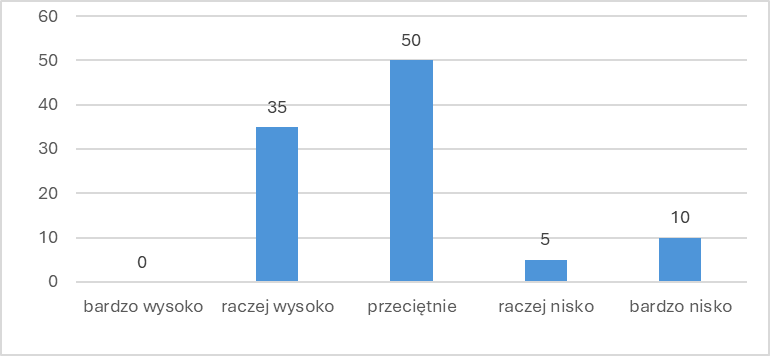 60
50
40
30
20
10
0
0
35
50
5
10
bardzo wysoko
raczej wysoko
przeciętnie
raczej nisko
bardzo nisko